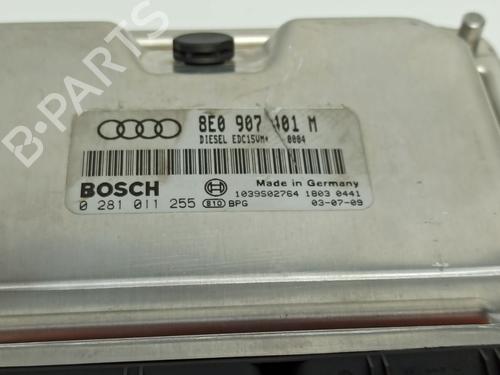 8E0 907 401 M
DIESEL EDC15VM+ 0004
BOSCH
Made in Germany
1039S02764 1803 0441
0 281 011 255 810 BPG 03-07-09